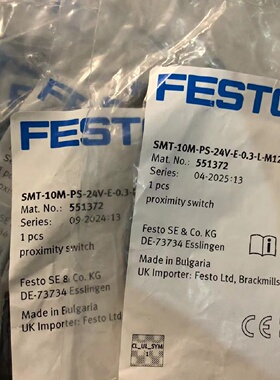 FESTO
SMT-10M-PS-24V-E-0.3-
Mat. No.: 551372
Series: 09-2024:13
1 pcs
proximity switch
Festo SE & Co. KG
DE-73734 Esslingen
Made in Bulgaria
UK Importer: Festo
FESTO
SMT-10M-PS-24V-E-0.3-L-M12
Mat. No.: 551372
Series: 04-2025:13
1 pcs
proximity switch
Festo SE & Co. KG
DE-73734 Esslingen
Made in Bulgaria
UK Importer: Festo Ltd, Brackmills
CE
CL_UL_SYM
1